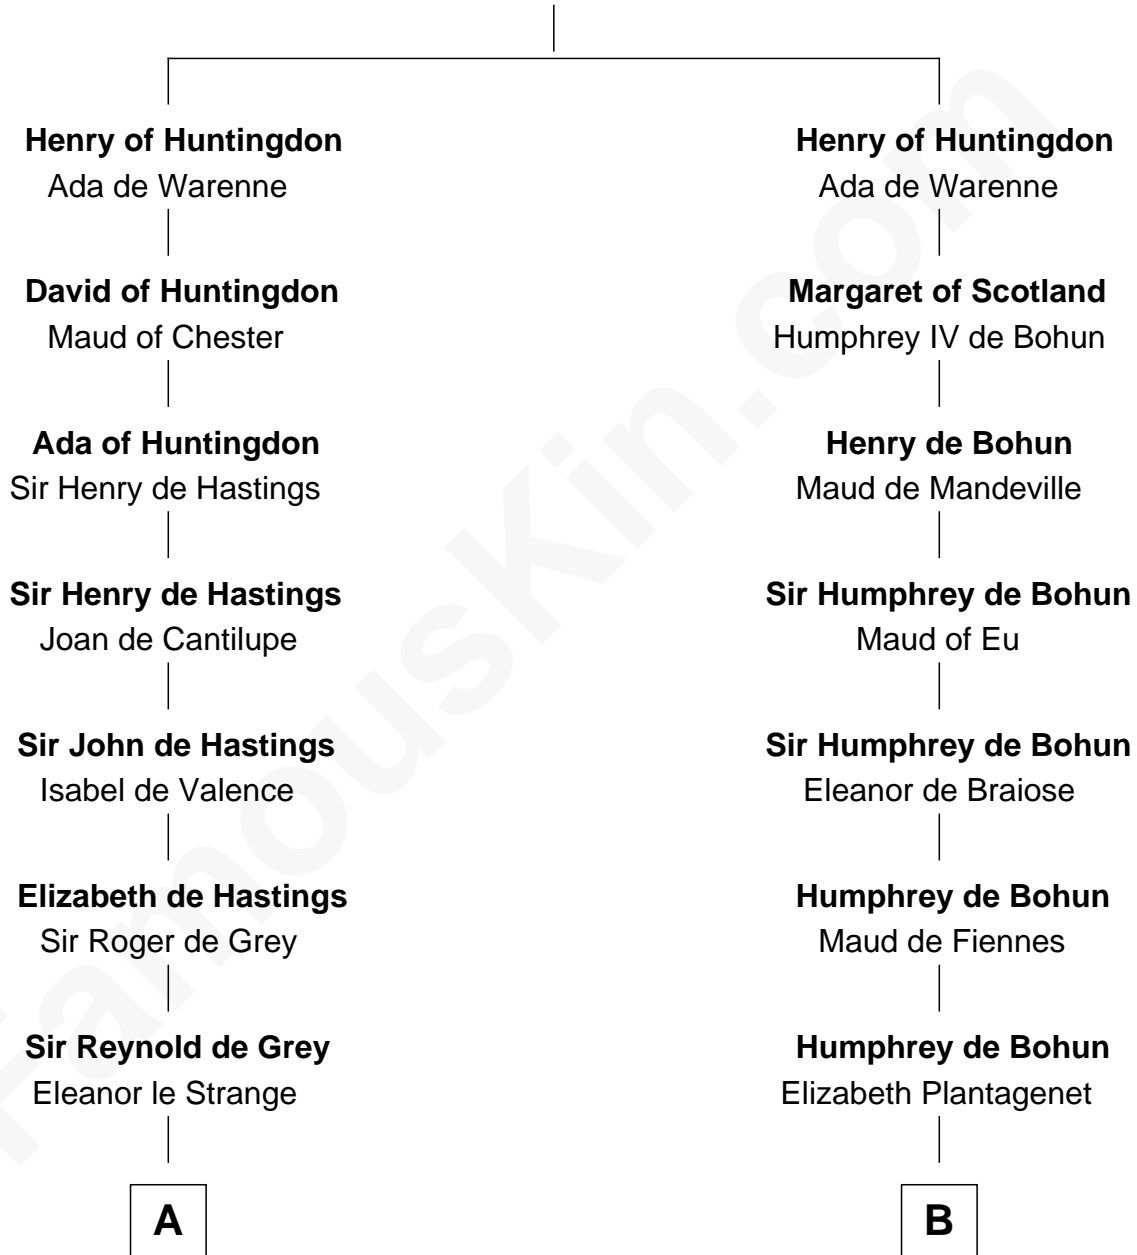 Henry of Huntingdon
Ada de Warenne
David of Huntingdon
Maud of Chester
Ada of Huntingdon
Sir Henry de Hastings
Sir Henry de Hastings
Joan de Cantilupe
Sir John de Hastings
Isabel de Valence
Elizabeth de Hastings
Sir Roger de Grey
Sir Reynold de Grey
Eleanor le Strange
A
Henry of Huntingdon
Ada de Warenne
Margaret of Scotland
Humphrey IV de Bohun
Henry de Bohun
Maud de Mandeville
Sir Humphrey de Bohun
Maud of Eu
Sir Humphrey de Bohun
Eleanor de Braiose
Humphrey de Bohun
Maud de Fiennes
Humphrey de Bohun
Elizabeth Plantagenet
B
FamousKin.com